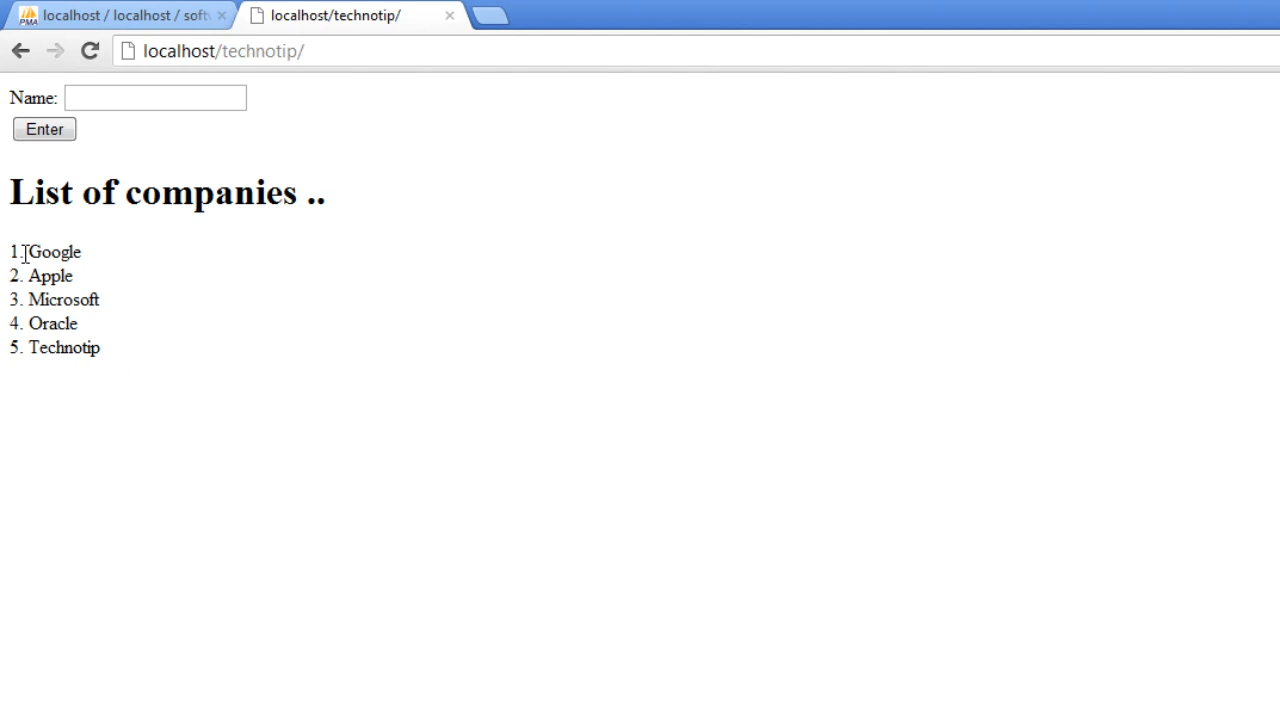 PMA localhost / localhost / soft
localhost/technotip/
localhost/technotip/
Name:
Enter
List of companies ..
1. Google
2. Apple
3. Microsoft
4. Oracle
5. Technotip